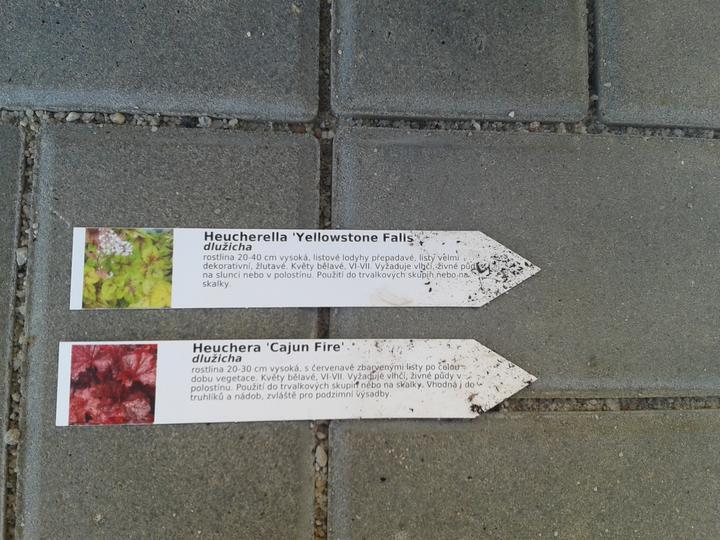 Heucherella 'Yellowstone Falls'
dlužicha
rostlina 20-40 cm vysoká, listové lodyhy přepadavé, listy velmi
dekorativní, žlutavé. Květy bělavé, VI-VII. Vyžaduje vlhčí, živné půdy
na slunci nebo v polostínu. Použití do trvalkových skupin nebo na
skalky.
Heuchera 'Cajun Fire'
dlužicha
rostlina 20-30 cm vysoká, s červenavě zbarvenými listy po celou
dobu vegetace. Květy bělavé, VI-VII. Vyžaduje vlhčí, živné půdy v
polostínu. Použití do trvalkových skupin nebo na skalky. Vhodná i do
truhlíků a nádob, zvláště pro podzimní výsadby.